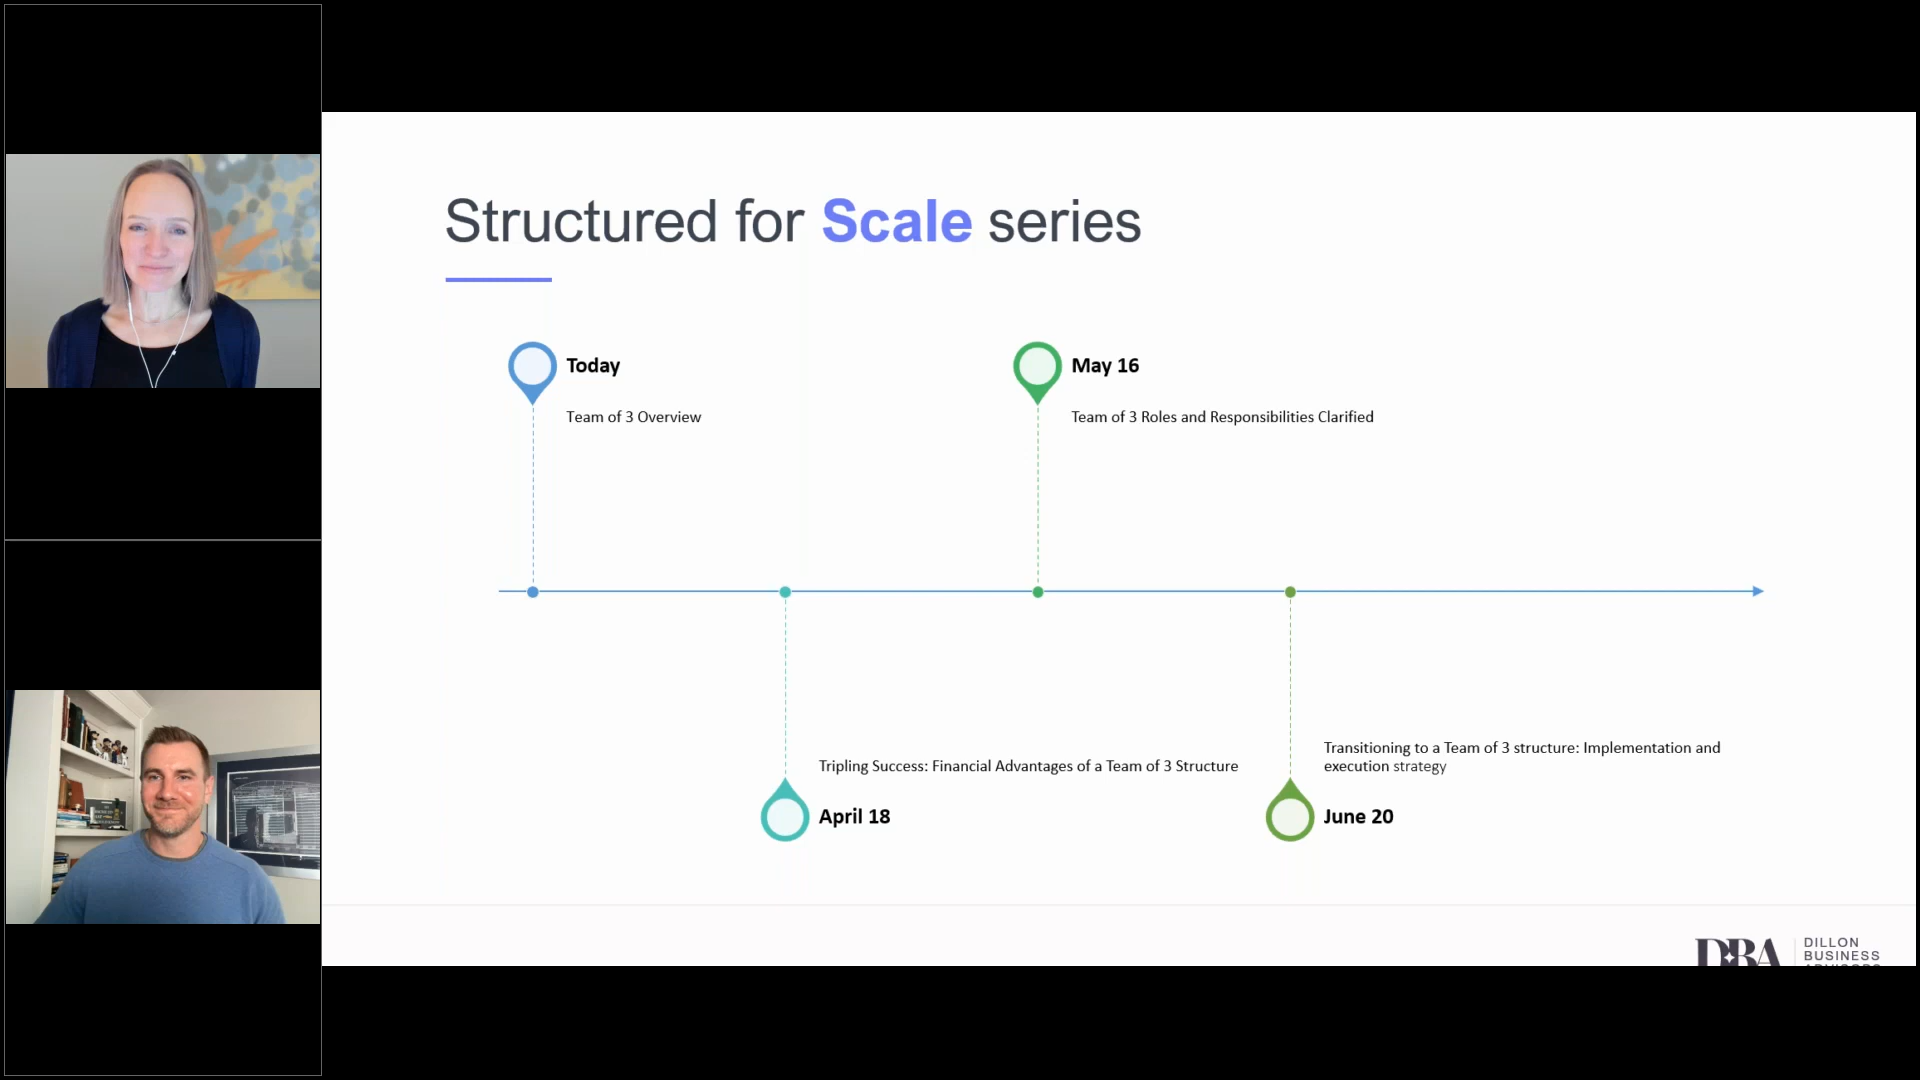 Structured for Scale series
Today
Team of 3 Overview
May 16
Team of 3 Roles and Responsibilities Clarified
Tripling Success: Financial Advantages of a Team of 3 Structure
April 18
Transitioning to a Team of 3 structure: Implementation and
execution strategy
June 20
DBA
DILLON
BUSINESS